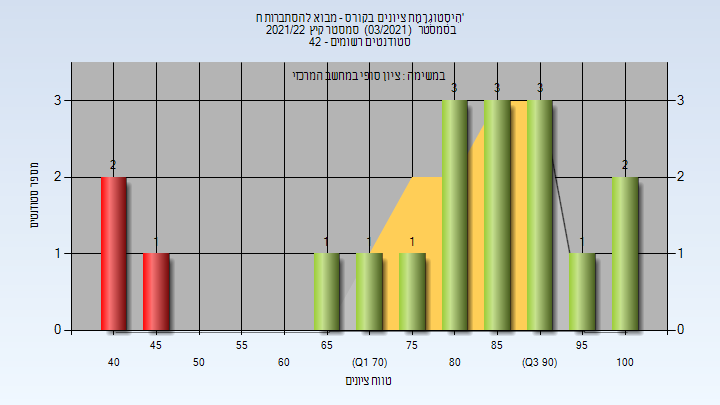 היסטוגרמת ציונים בקורס - מבוא להסתברות ח'
בסמסטר (03/2021) סמסטר קיץ 2021/22
סטודנטים רשומים - 42
במשימה : ציון סופי במחשב המרכזי
מספר סטודנטים
3 3
2 2
1 1
0 0
2 1 1 1 1 3 3 3 1 2
45 55 65 75 85 95
40 50 60 (Q1 70) 80 (Q3 90) 100
טווח ציונים